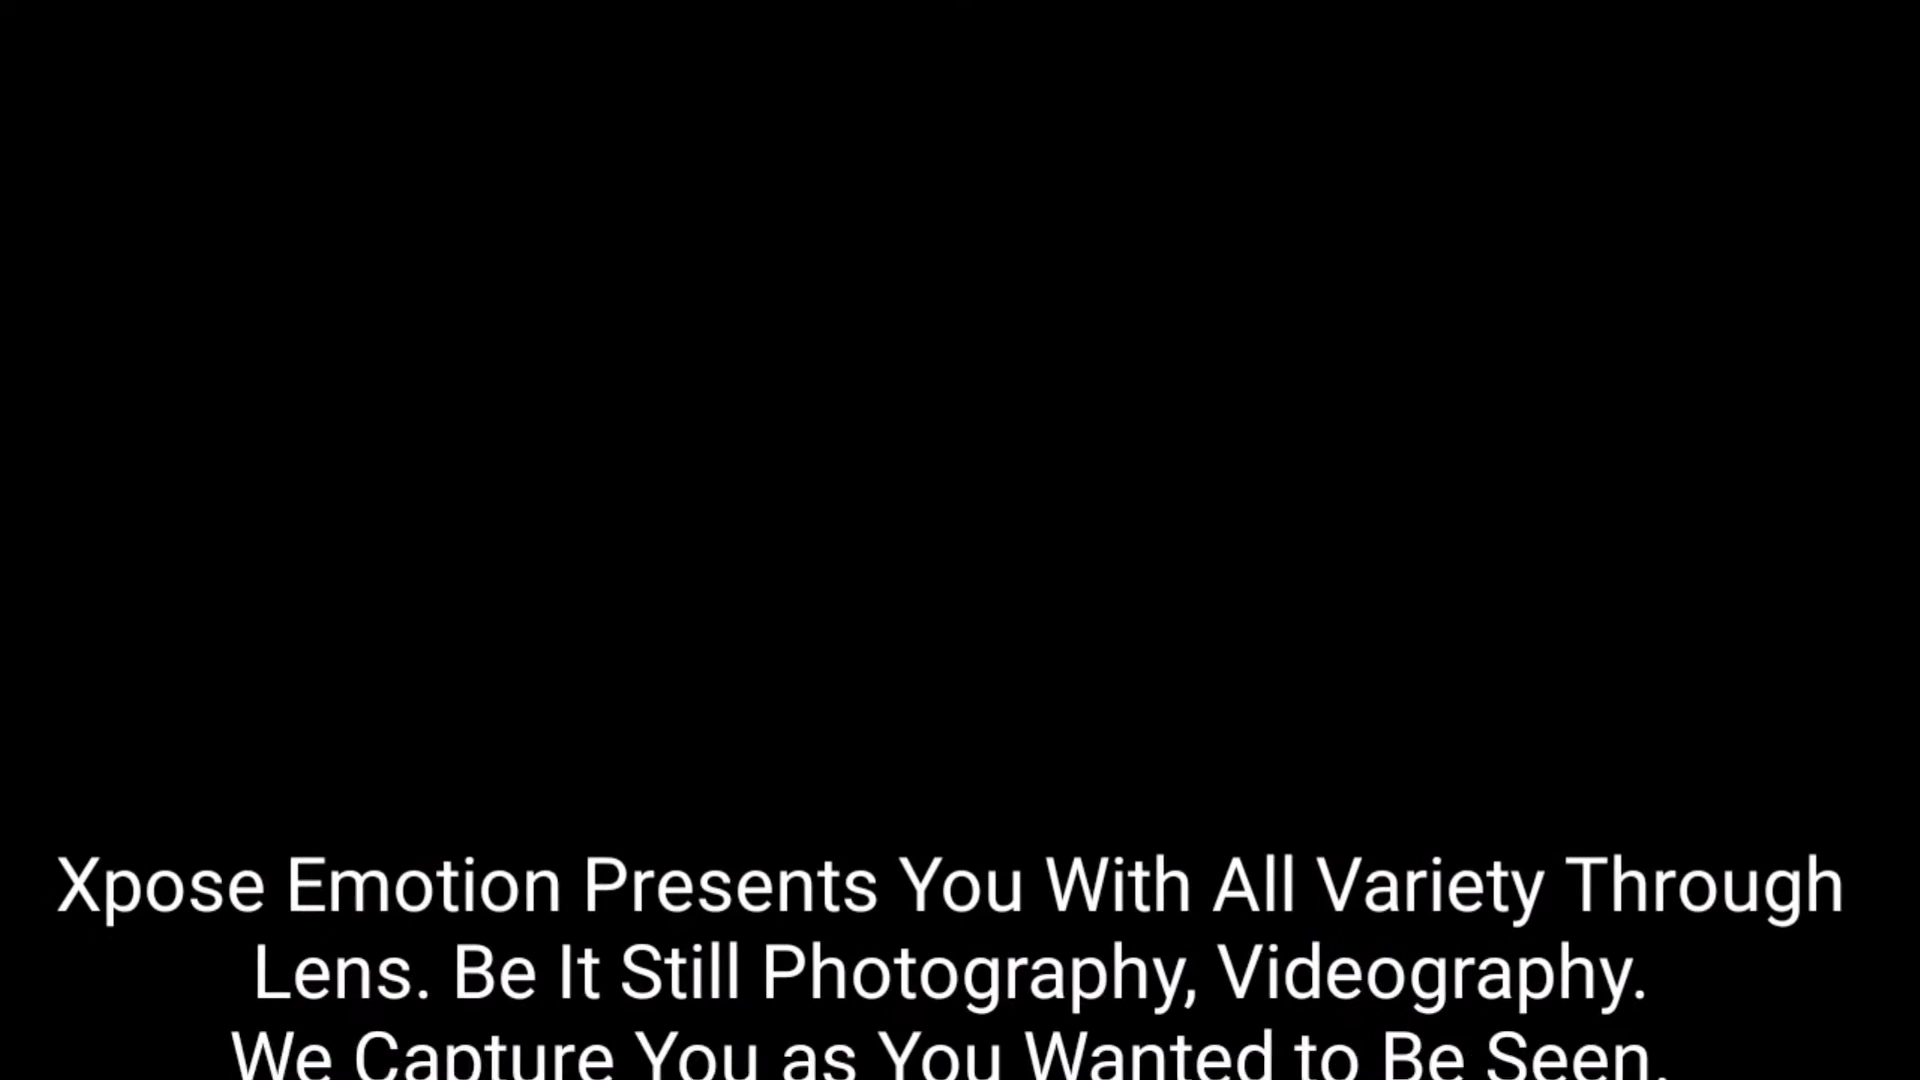 Xpose Emotion Presents You With All Variety Through
Lens. Be It Still Photography, Videography.
We Capture You as You Wanted to Be Seen.